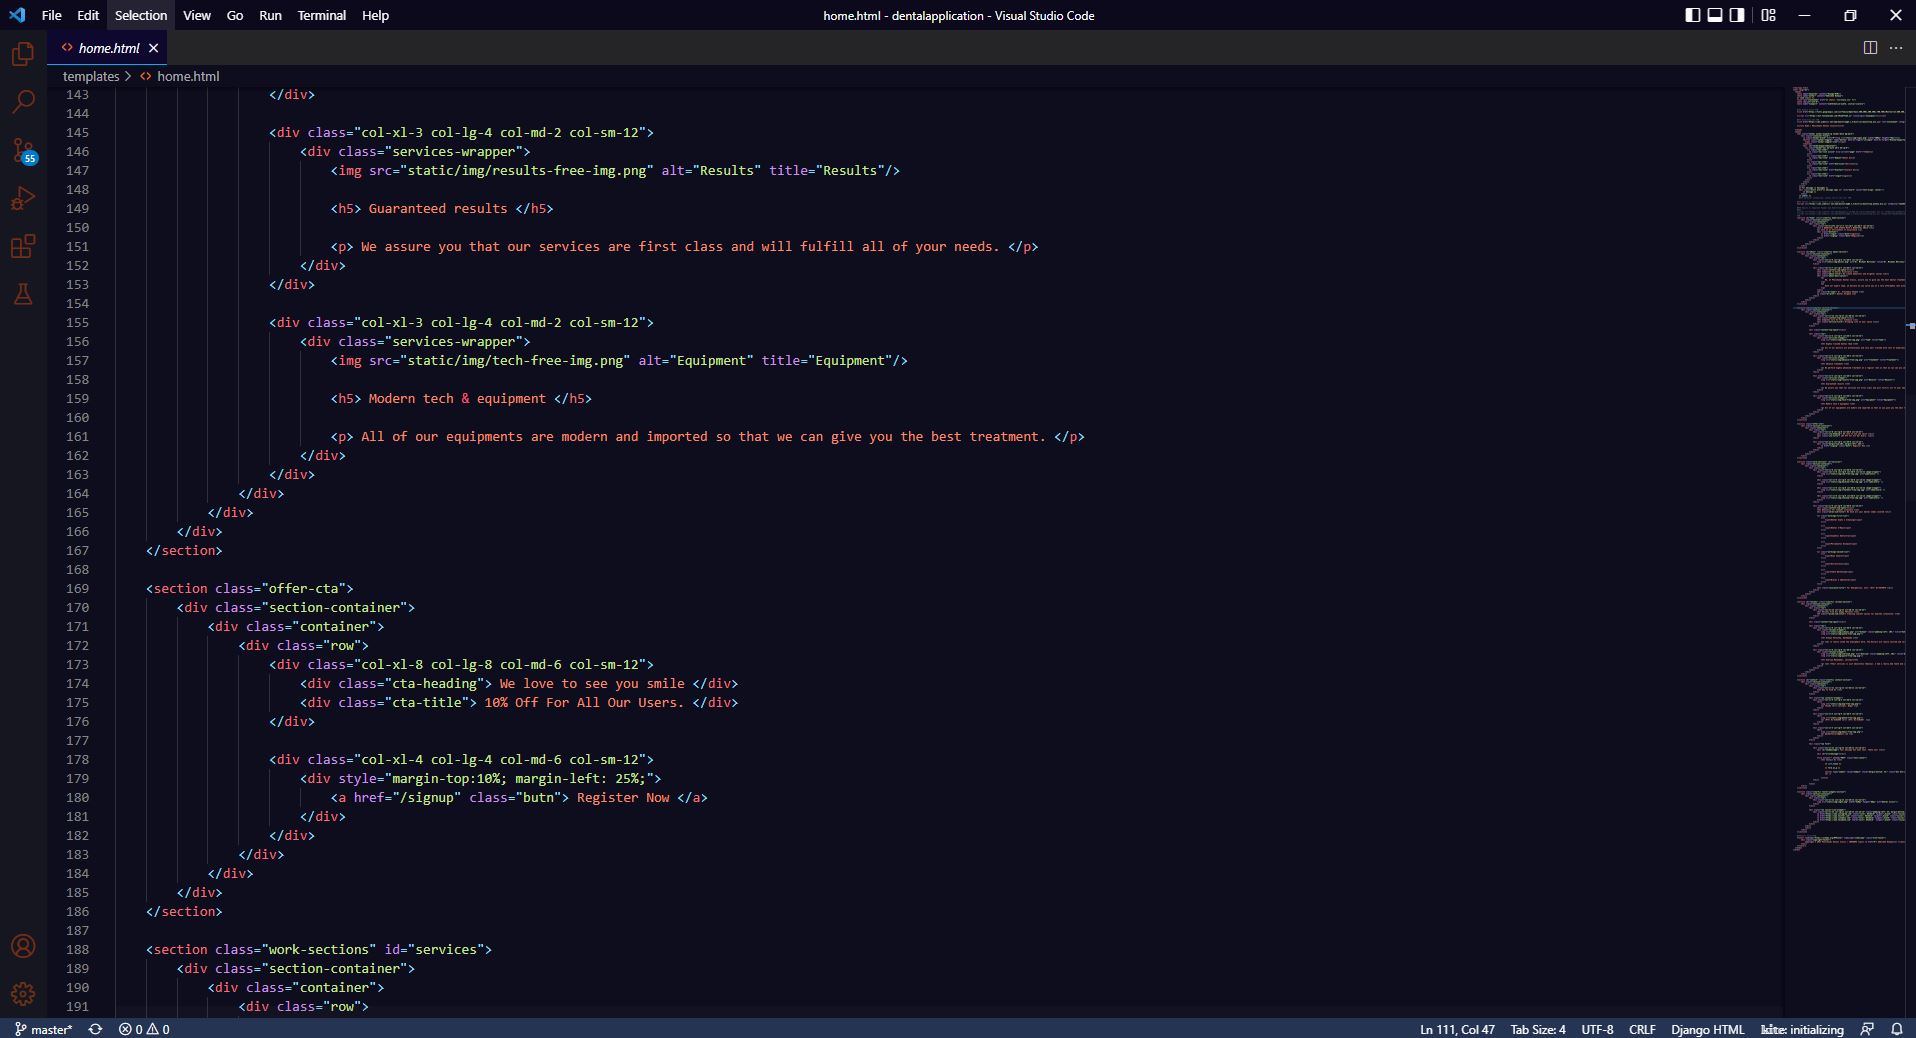 File Edit Selection View Go Run Terminal Help
home.html - dentalapplication - Visual Studio Code
home.html
templates > home.html
143 </div>
144
145 <div class="col-xl-3 col-lg-4 col-md-2 col-sm-12">
146 <div class="services-wrapper">
147 <img src="static/img/results-free-img.png" alt="Results" title="Results"/>
148
149 <h5> Guaranteed results </h5>
150
151 <p> We assure you that our services are first class and will fulfill all of your needs. </p>
152 </div>
153 </div>
154
155 <div class="col-xl-3 col-lg-4 col-md-2 col-sm-12">
156 <div class="services-wrapper">
157 <img src="static/img/tech-free-img.png" alt="Equipment" title="Equipment"/>
158
159 <h5> Modern tech & equipment </h5>
160
161 <p> All of our equipments are modern and imported so that we can give you the best treatment. </p>
162 </div>
163 </div>
164 </div>
165 </div>
166 </div>
167 </section>
168
169 <section class="offer-cta">
170 <div class="section-container">
171 <div class="container">
172 <div class="row">
173 <div class="col-xl-8 col-lg-8 col-md-6 col-sm-12">
174 <div class="cta-heading"> We love to see you smile </div>
175 <div class="cta-title"> 10% Off For All Our Users. </div>
176 </div>
177
178 <div class="col-xl-4 col-lg-4 col-md-6 col-sm-12">
179 <div style="margin-top:10%; margin-left: 25%;">
180 <a href="/signup" class="butn"> Register Now </a>
181 </div>
182 </div>
183 </div>
184 </div>
185 </div>
186 </section>
187
188 <section class="work-sections" id="services">
189 <div class="section-container">
190 <div class="container">
191 <div class="row">
55
master* 0 0 Ln 111, Col 47 Tab Size: 4 UTF-8 CRLF Django HTML kite: initializing